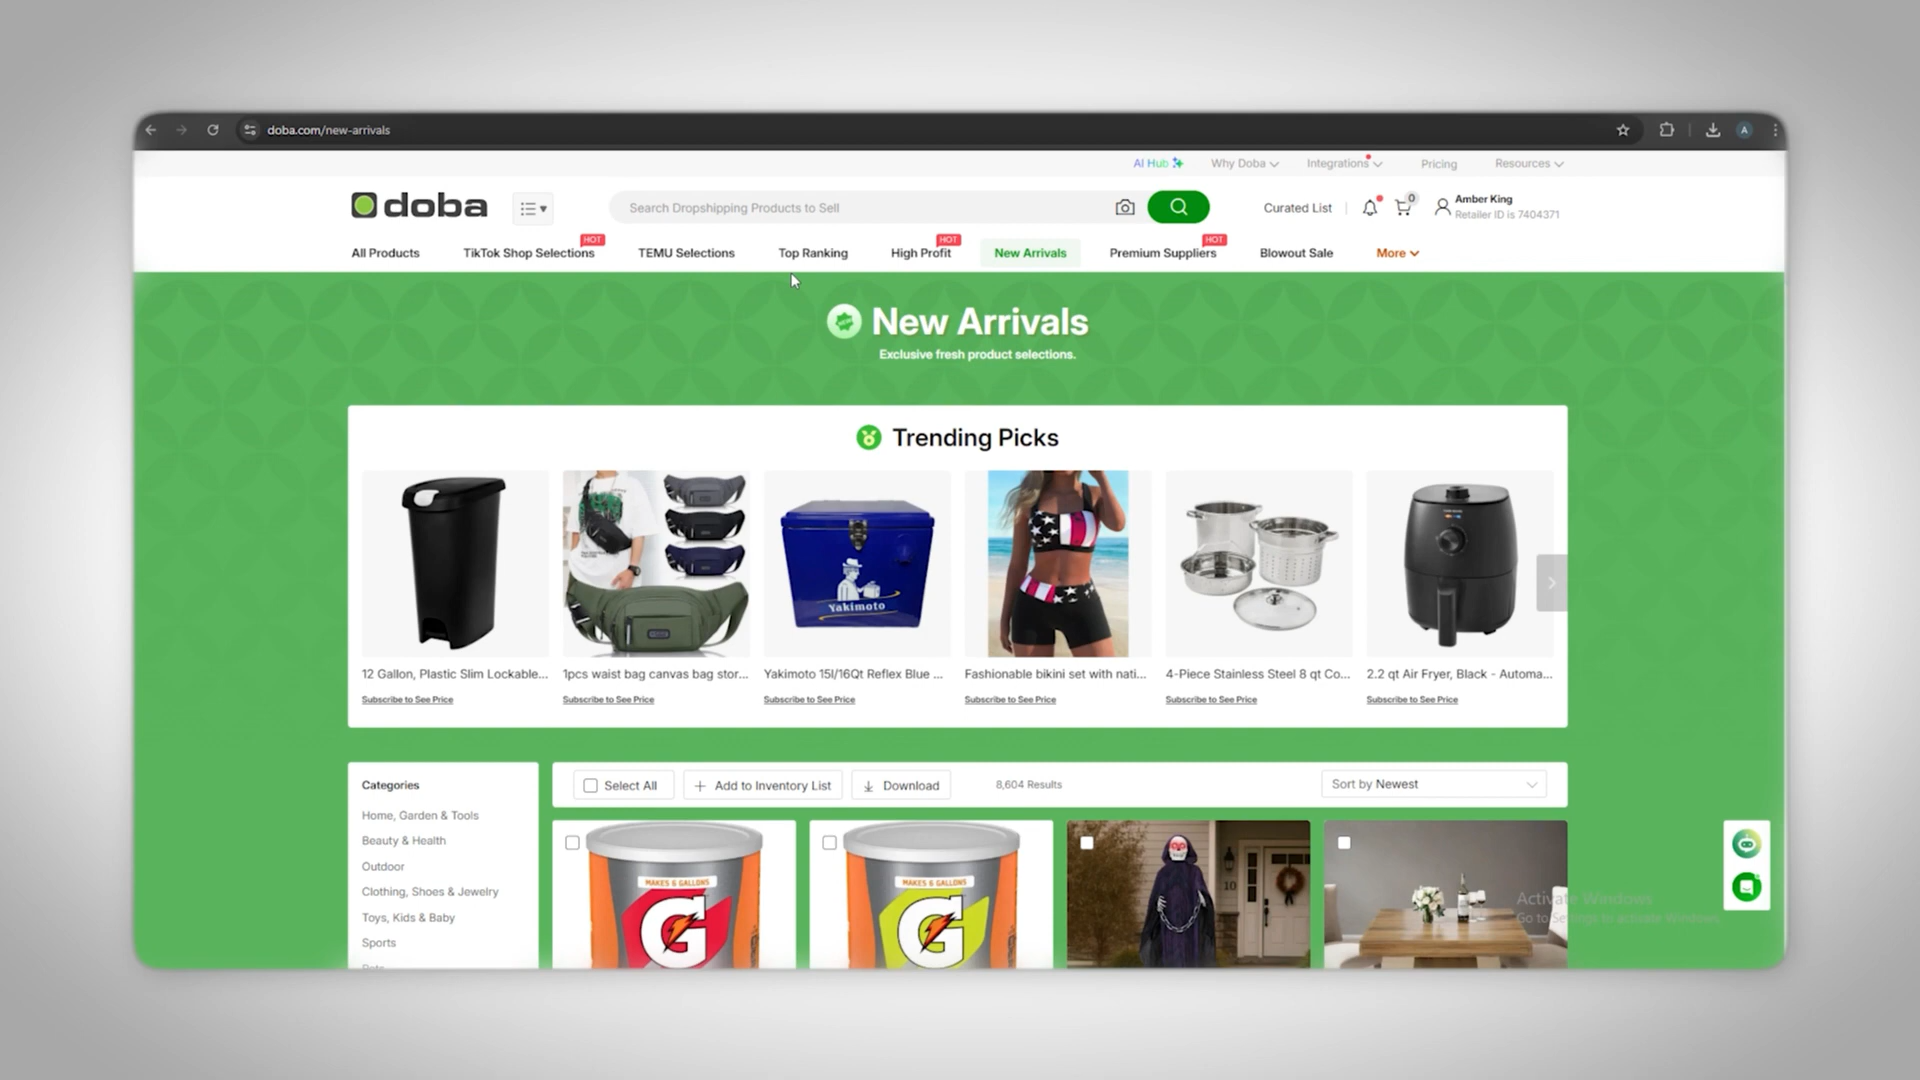 doba.com/new-arrivals
A
AI Hub
Why Doba
Integrations
Pricing
Resources
doba
Search Dropshipping Products to Sell
Curated List
0
Amber King
Retailer ID is 7404371
HOT
HOT
HOT
All Products
TikTok Shop Selections
TEMU Selections
Top Ranking
High Profit
New Arrivals
Premium Suppliers
Blowout Sale
More
New Arrivals
Exclusive fresh product selections.
Trending Picks
Yakimoto
12 Gallon, Plastic Slim Lockable...
1pcs waist bag canvas bag stor...
Yakimoto 15l/16Qt Reflex Blue ...
Fashionable bikini set with nati...
4-Piece Stainless Steel 8 qt Co...
2.2 qt Air Fryer, Black - Automa...
Subscribe to See Price
Subscribe to See Price
Subscribe to See Price
Subscribe to See Price
Subscribe to See Price
Subscribe to See Price
Categories
Home, Garden & Tools
Beauty & Health
Outdoor
Clothing, Shoes & Jewelry
Toys, Kids & Baby
Sports
Select All
Add to Inventory List
Download
8,604 Results
Sort by Newest
MAKES 6 GALLONS
G
MAKES 6 GALLONS
G
10
Activate Windows
Go to Settings to activate Windows.